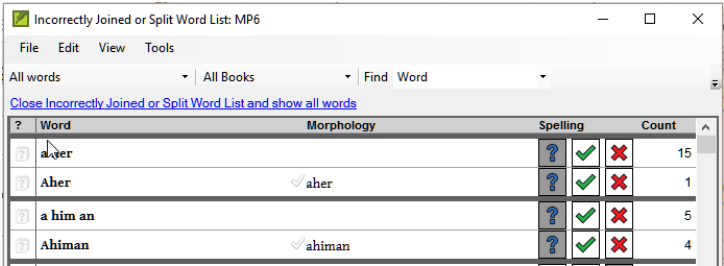 Incorrectly Joined or Split Word List: MP6
File Edit View Tools
All words All Books Find Word
Close Incorrectly Joined or Split Word List and show all words
? Word Morphology Spelling Count
15
Aher aher 1
a him an 5
Ahiman ahiman 4